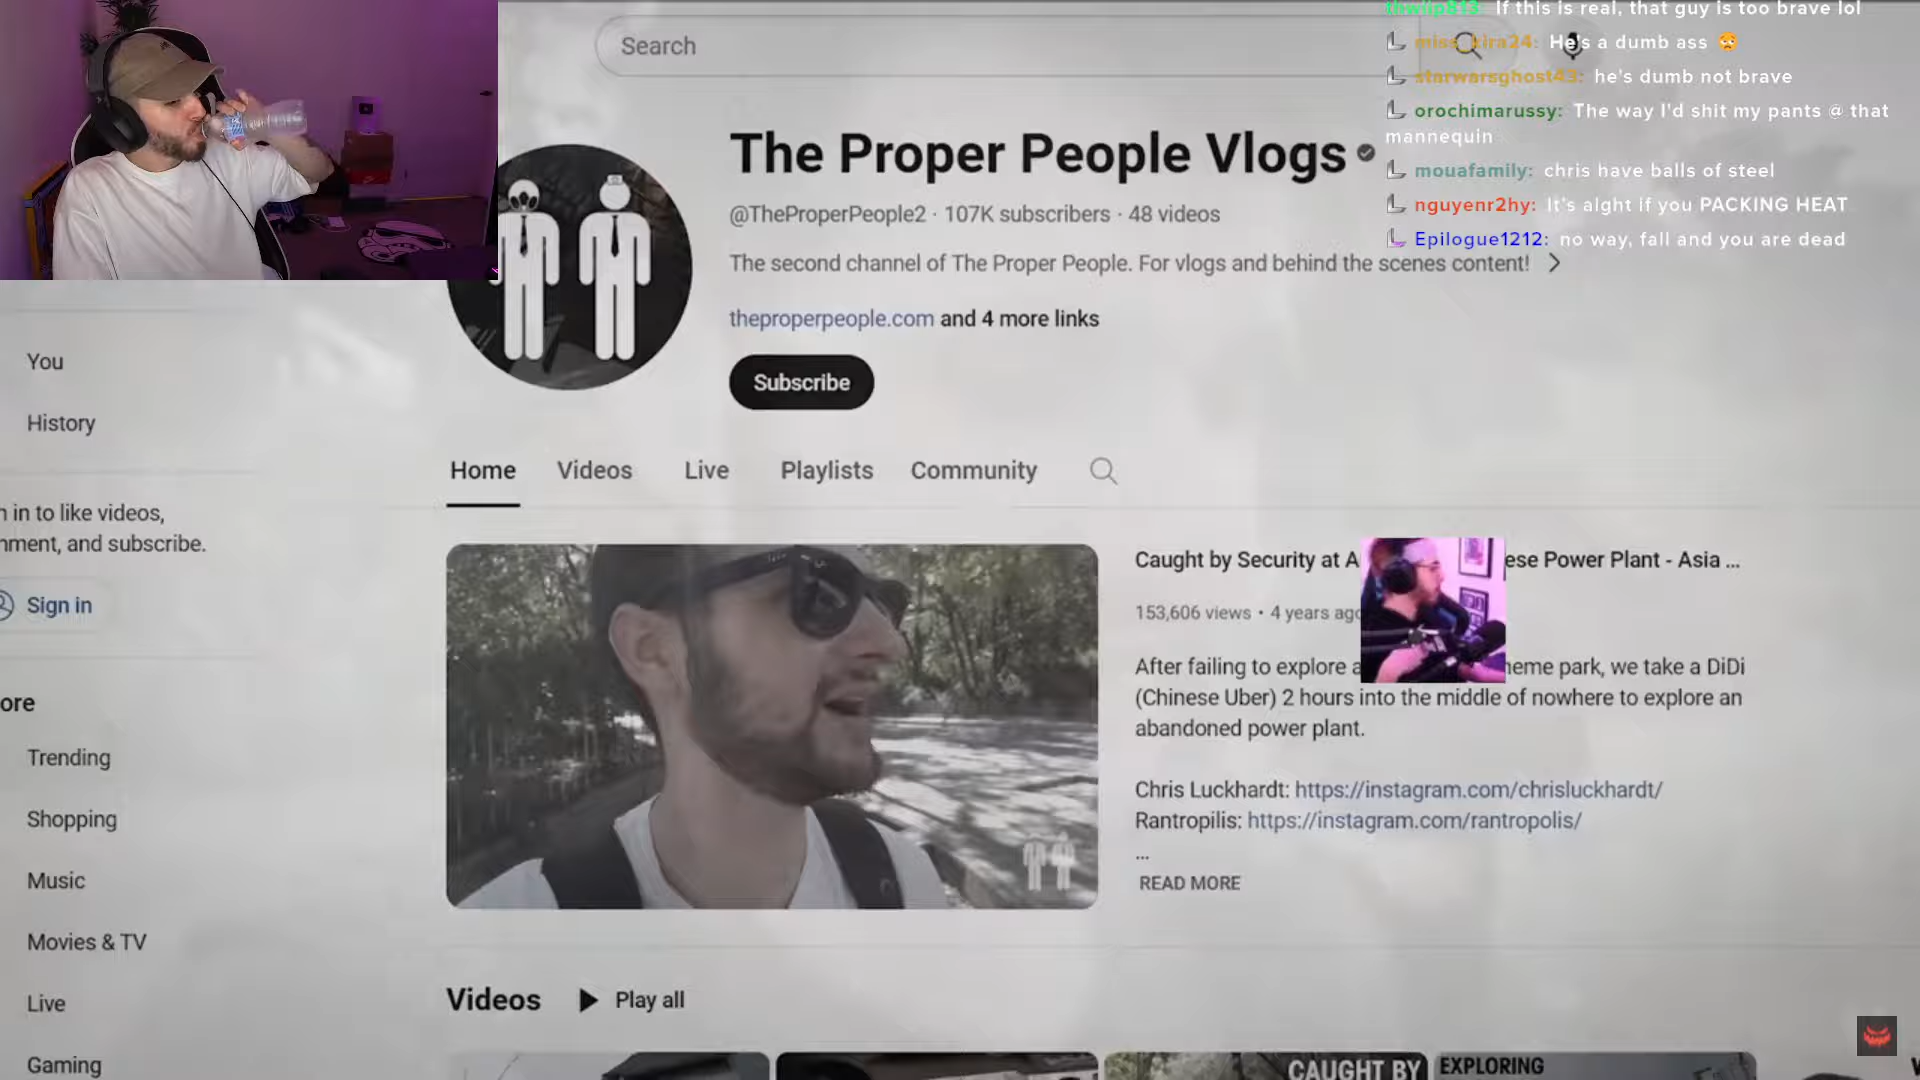 thwiip813: If this is real, that guy is too brave lol
miss_kira24: He's a dumb ass
starwarsghost43: he's dumb not brave
orochimarussy: The way I'd shit my pants @ that
mannequin
mouafamily: chris have balls of steel
nguyenr2hy: It's alght if you PACKING HEAT
Epilogue1212: no way, fall and you are dead
Search
The Proper People Vlogs
@TheProperPeople2 · 107K subscribers · 48 videos
The second channel of The Proper People. For vlogs and behind the scenes content!
theproperpeople.com and 4 more links
Subscribe
You
History
n in to like videos,
nment, and subscribe.
Sign in
ore
Trending
Shopping
Music
Movies & TV
Live
Gaming
Home Videos Live Playlists Community
Caught by Security at A ese Power Plant - Asia ...
153,606 views • 4 years ago
After failing to explore a heme park, we take a DiDi
(Chinese Uber) 2 hours into the middle of nowhere to explore an
abandoned power plant.
Chris Luckhardt: https://instagram.com/chrisluckhardt/
Rantropilis: https://instagram.com/rantropolis/
...
READ MORE
Videos Play all
CAUGHT BY
EXPLORING